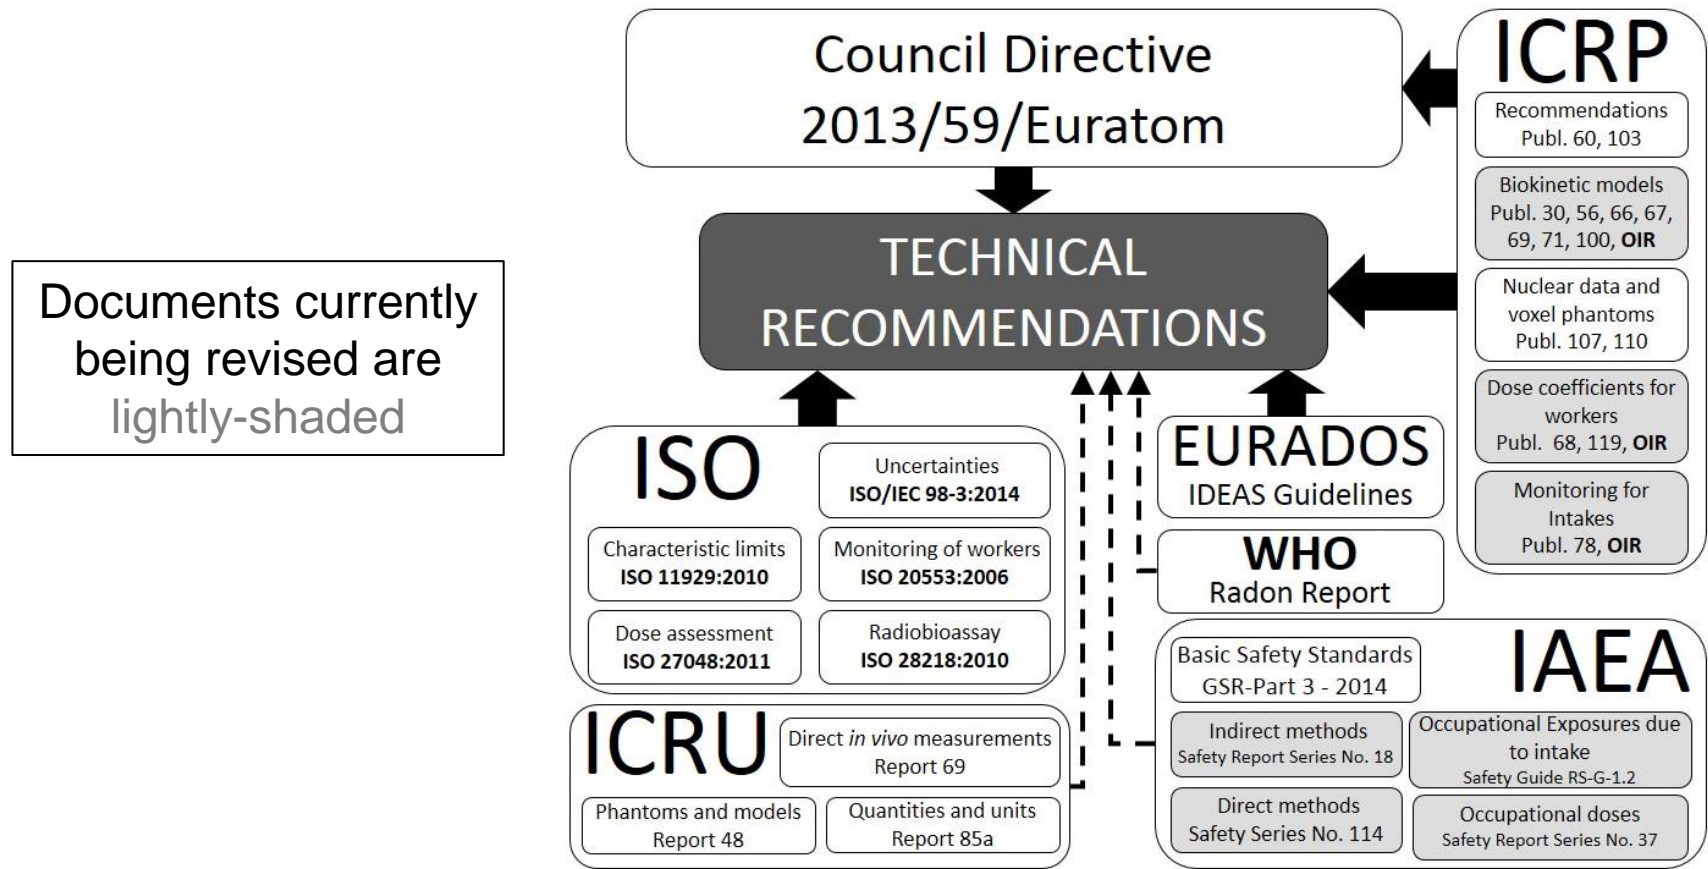 Documents currently
being revised are
lightly-shaded
Council Directive
2013/59/Euratom
TECHNICAL
RECOMMENDATIONS
ICRP
Recommendations
Publ. 60, 103
Biokinetic models
Publ. 30, 56, 66, 67,
69, 71, 100, OIR
Nuclear data and
voxel phantoms
Publ. 107, 110
Dose coefficients for
workers
Publ. 68, 119, OIR
Monitoring for
Intakes
Publ. 78, OIR
ISO
Uncertainties
ISO/IEC 98-3:2014
Characteristic limits
ISO 11929:2010
Monitoring of workers
ISO 20553:2006
Dose assessment
ISO 27048:2011
Radiobioassay
ISO 28218:2010
EURADOS
IDEAS Guidelines
WHO
Radon Report
ICRU
Direct in vivo measurements
Report 69
Phantoms and models
Report 48
Quantities and units
Report 85a
IAEA
Basic Safety Standards
GSR-Part 3 - 2014
Indirect methods
Safety Report Series No. 18
Occupational Exposures due
to intake
Safety Guide RS-G-1.2
Direct methods
Safety Series No. 114
Occupational doses
Safety Report Series No. 37